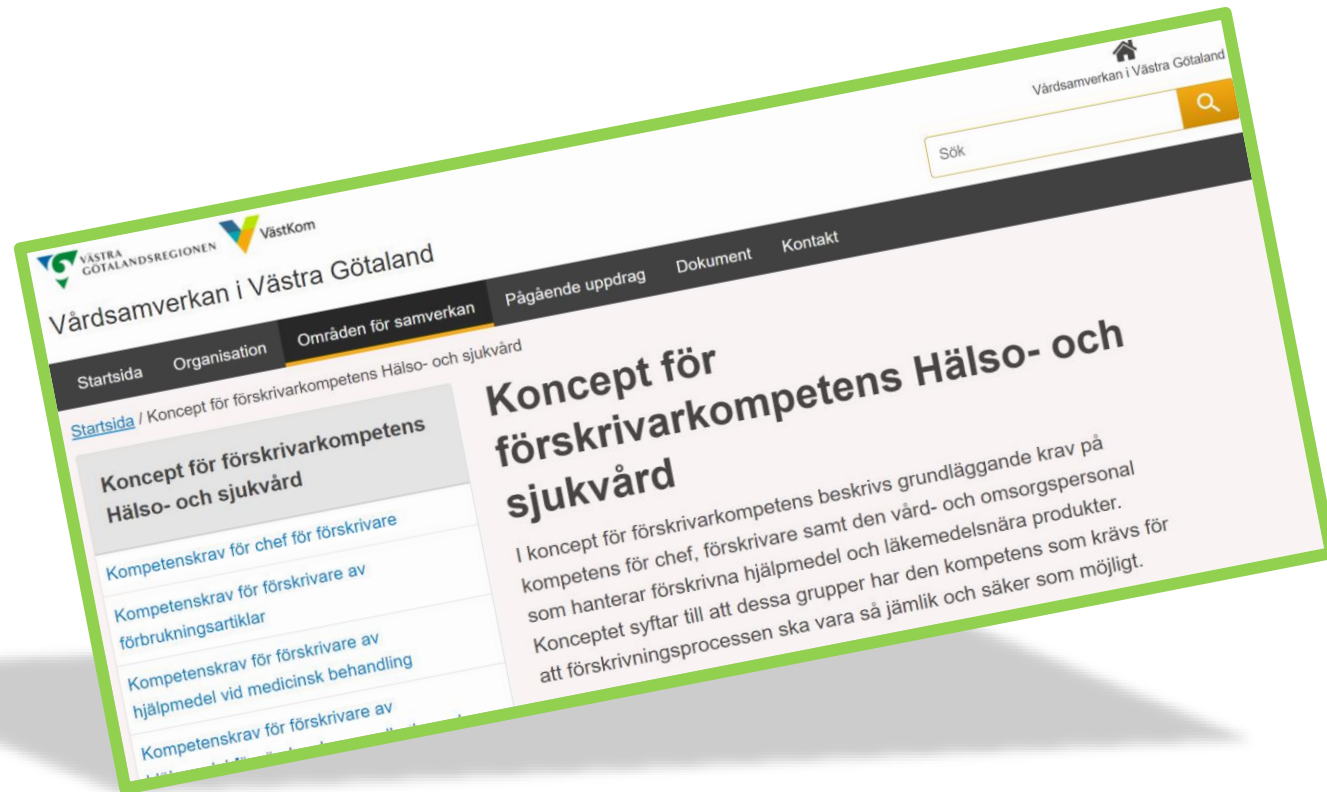 Vårdsamverkan i Västra Götaland
Sök
VÄSTRA
GÖTALANDSREGIONEN
VästKom
Vårdsamverkan i Västra Götaland
Startsida Organisation Områden för samverkan Pågående uppdrag Dokument Kontakt
Startsida / Koncept för förskrivarkompetens Hälso- och sjukvård
Koncept för förskrivarkompetens
Hälso- och sjukvård
Kompetenskrav för chef för förskrivare
Kompetenskrav för förskrivare av
förbrukningsartiklar
Kompetenskrav för förskrivare av
hjälpmedel vid medicinsk behandling
Kompetenskrav för förskrivare av
Koncept för
förskrivarkompetens Hälso- och
sjukvård
I koncept för förskrivarkompetens beskrivs grundläggande krav på
kompetens för chef, förskrivare samt den vård- och omsorgspersonal
som hanterar förskrivna hjälpmedel och läkemedelsnära produkter.
Konceptet syftar till att dessa grupper har den kompetens som krävs för
att förskrivningsprocessen ska vara så jämlik och säker som möjligt.